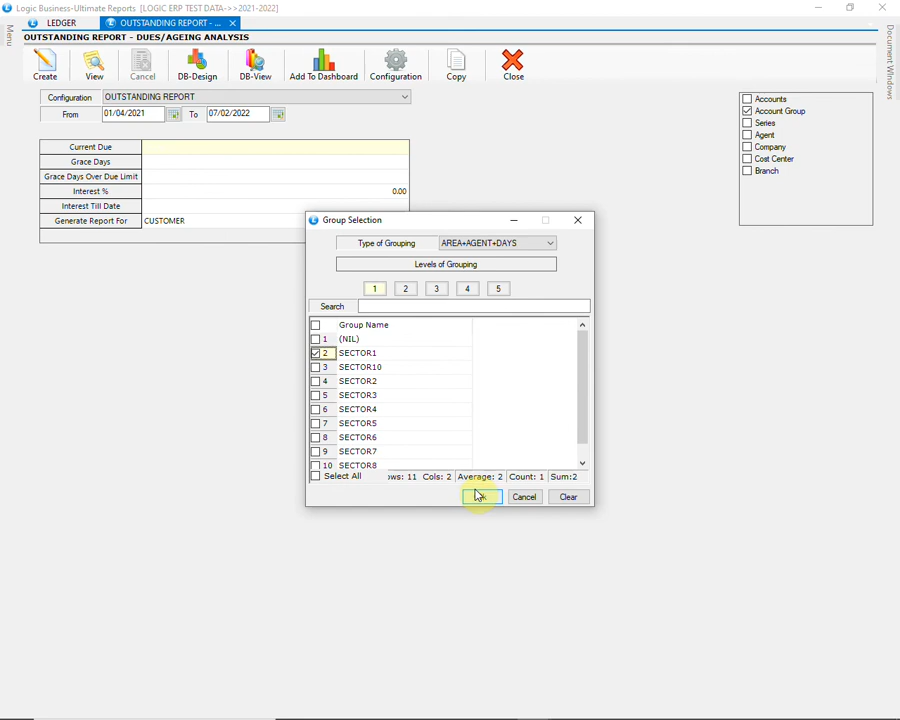 Logic Business-Ultimate Reports [LOGIC ERP TEST DATA->>2021-2022]
LEDGER
OUTSTANDING REPORT - ...
Menu
Document Windows
OUTSTANDING REPORT - DUES/AGEING ANALYSIS
Create
View
Cancel
DB-Design
DB-View
Add To Dashboard
Configuration
Copy
Close
Configuration OUTSTANDING REPORT
From 01/04/2021 To 07/02/2022
Accounts
Account Group
Series
Agent
Company
Cost Center
Branch
Current Due
Grace Days
Grace Days Over Due Limit
Interest % 0.00
Interest Till Date
Generate Report For CUSTOMER
Group Selection
Type of Grouping AREA+AGENT+DAYS
Levels of Grouping
1 2 3 4 5
Search
Group Name
1 (NIL)
2 SECTOR1
3 SECTOR10
4 SECTOR2
5 SECTOR3
6 SECTOR4
7 SECTOR5
8 SECTOR6
9 SECTOR7
10 SECTOR8
Select All ows: 11 Cols: 2 Average: 2 Count: 1 Sum:2
Cancel Clear